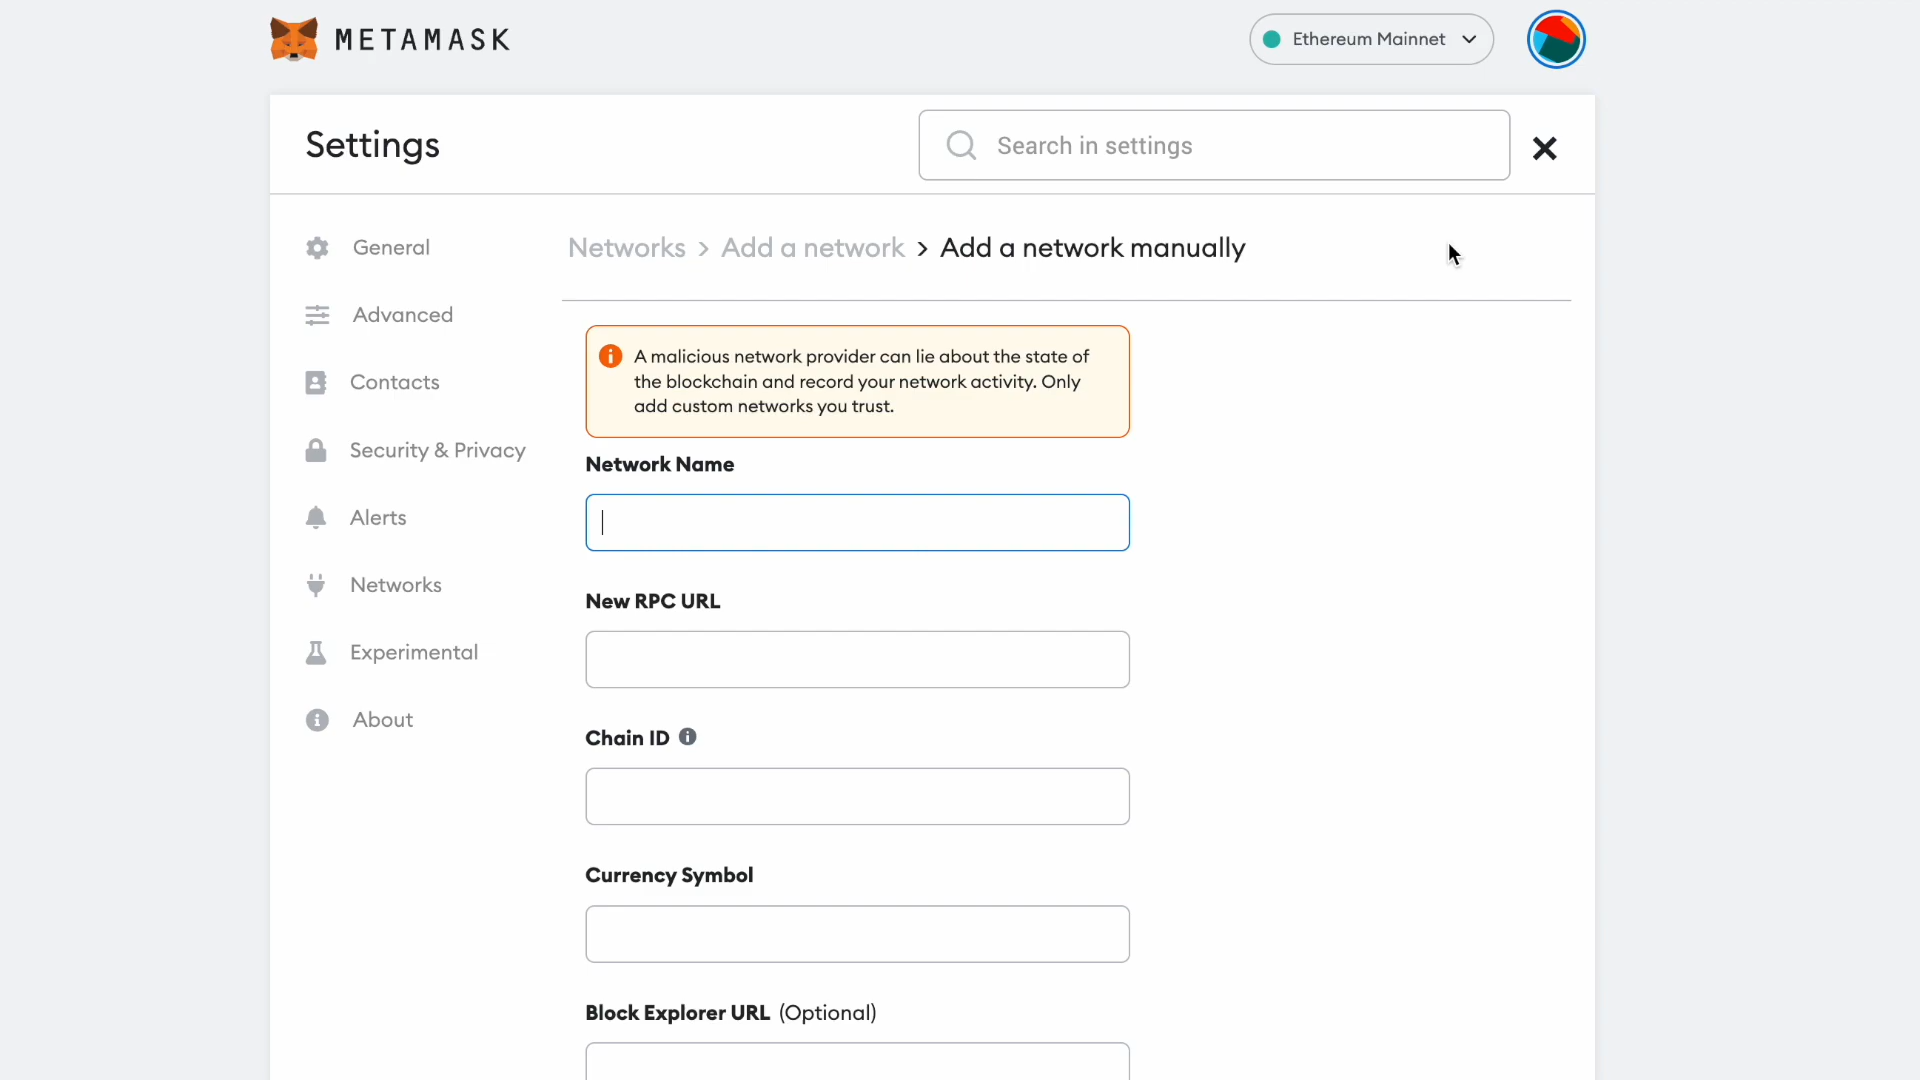 METAMASK
Ethereum Mainnet
Settings
Search in settings
General
Advanced
Contacts
Security & Privacy
Alerts
Networks
Experimental
About
Networks > Add a network > Add a network manually
A malicious network provider can lie about the state of
the blockchain and record your network activity. Only
add custom networks you trust.
Network Name
New RPC URL
Chain ID
Currency Symbol
Block Explorer URL (Optional)